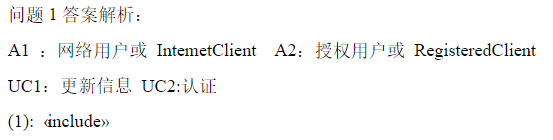 问题 1 答案解析：
A1 ：网络用户或 IntemetClient A2：授权用户或 RegisteredClient
UC1：更新信息 UC2:认证
(1): «include»